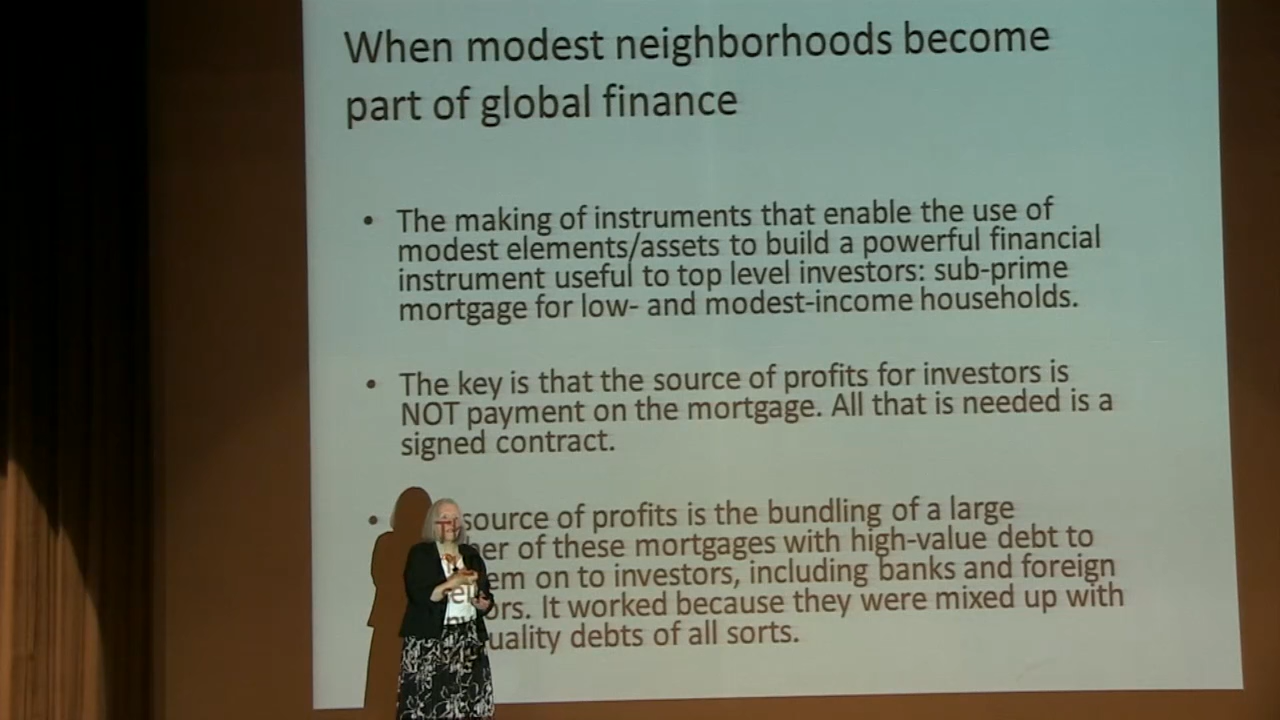 When modest neighborhoods become
part of global finance
• The making of instruments that enable the use of
modest elements/assets to build a powerful financial
instrument useful to top level investors: sub-prime
mortgage for low- and modest-income households.
• The key is that the source of profits for investors is
NOT payment on the mortgage. All that is needed is a
signed contract.
• source of profits is the bundling of a large
of these mortgages with high-value debt to
on to investors, including banks and foreign
It worked because they were mixed up with
debts of all sorts.